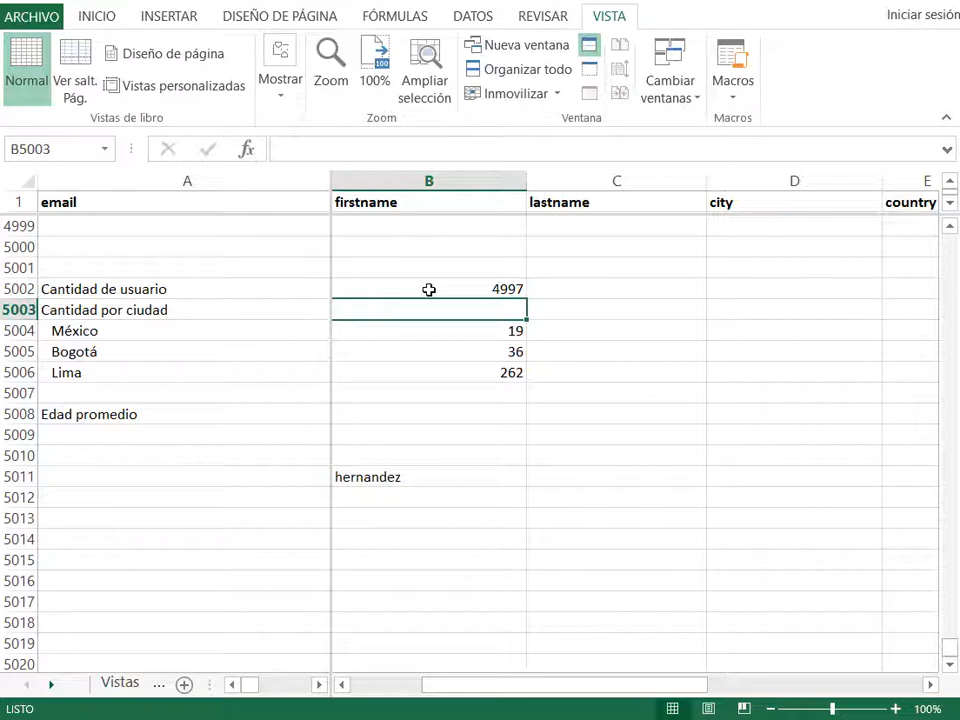 ARCHIVO INICIO INSERTAR DISEÑO DE PÁGINA FÓRMULAS DATOS REVISAR VISTA Iniciar sesión
Normal
Ver salt. Pág.
Diseño de página
Vistas personalizadas
Vistas de libro
Mostrar
Zoom
100%
Ampliar selección
Zoom
Nueva ventana
Organizar todo
Inmovilizar
Cambiar ventanas
Ventana
Macros
Macros
B5003 fx
A B C D E
1 email firstname lastname city country
4999
5000
5001
5002 Cantidad de usuario 4997
5003 Cantidad por ciudad
5004 México 19
5005 Bogotá 36
5006 Lima 262
5007
5008 Edad promedio
5009
5010
5011 hernandez
5012
5013
5014
5015
5016
5017
5018
5019
5020
Vistas ...
LISTO 100%